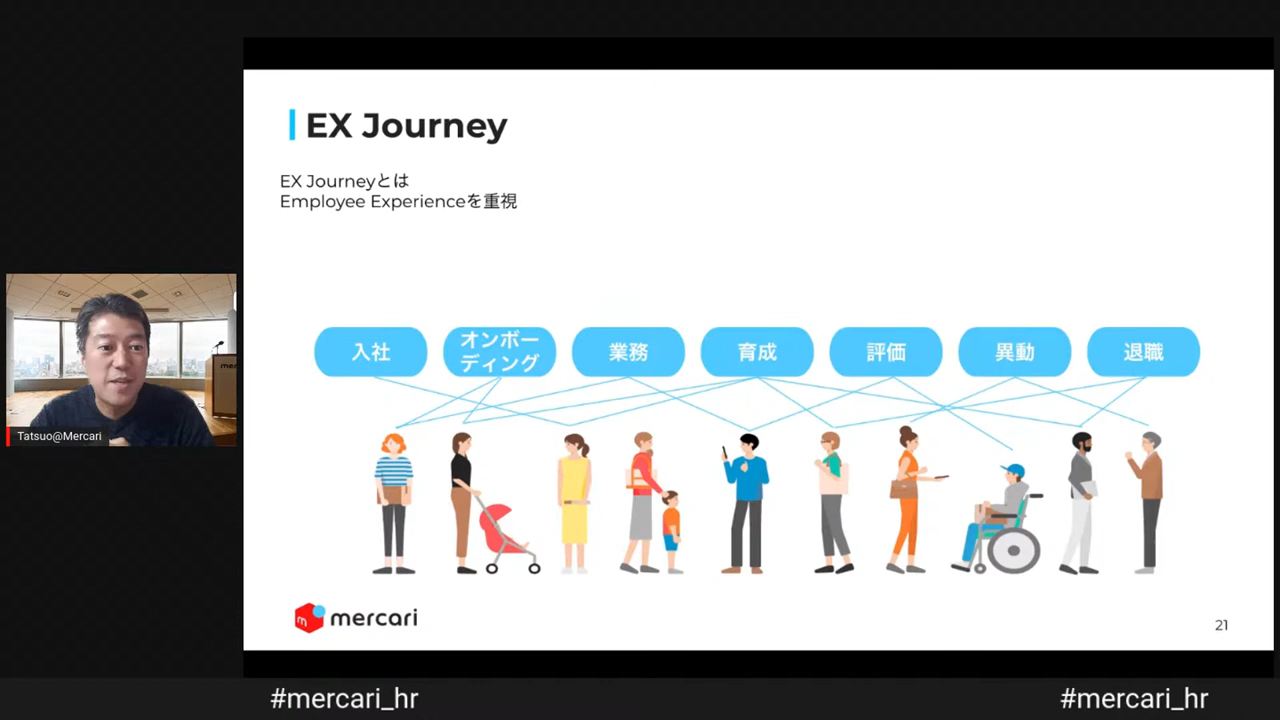 EX Journey
EX Journeyとは
Employee Experienceを重視
入社
オンボー
ディング
業務
育成
評価
異動
退職
Tatsuo@Mercari
mercari
21
#mercari_hr
#mercari_hr